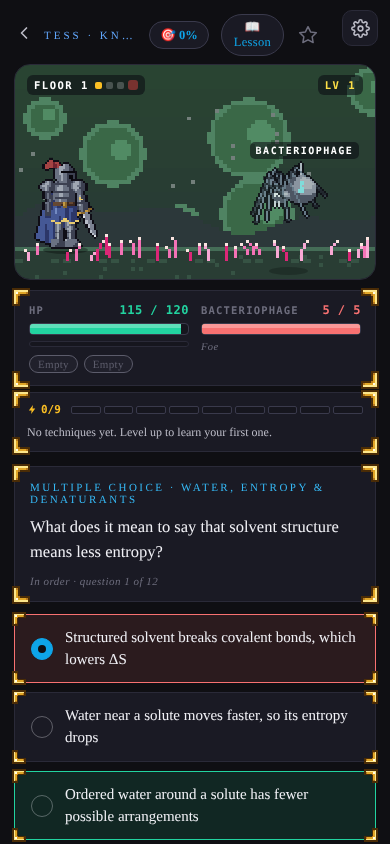 TESS · KN…
🎯 0%
📖
Lesson
FLOOR 1
LV 1
BACTERIOPHAGE
HP 115 / 120
BACTERIOPHAGE 5 / 5
Foe
Empty Empty
0/9
No techniques yet. Level up to learn your first one.
MULTIPLE CHOICE · WATER, ENTROPY &
DENATURANTS
What does it mean to say that solvent structure
means less entropy?
In order · question 1 of 12
Structured solvent breaks covalent bonds, which
lowers ΔS
Water near a solute moves faster, so its entropy
drops
Ordered water around a solute has fewer
possible arrangements